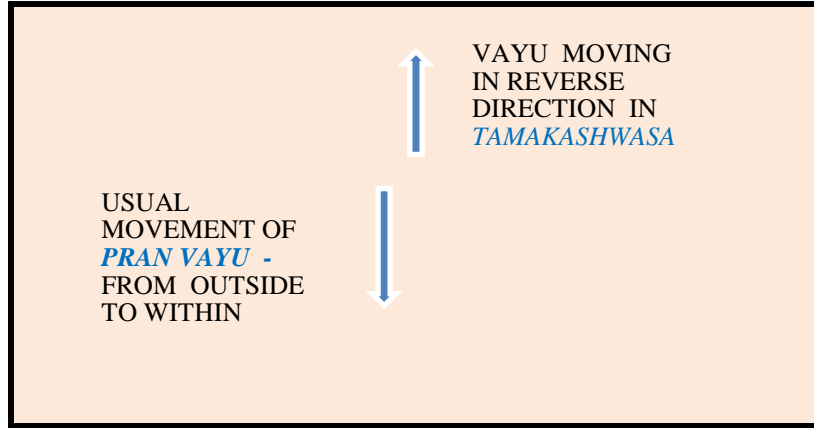 VAYU MOVING
IN REVERSE
DIRECTION IN
TAMAKASHWASA
USUAL
MOVEMENT OF
PRAN VAYU -
FROM OUTSIDE
TO WITHIN